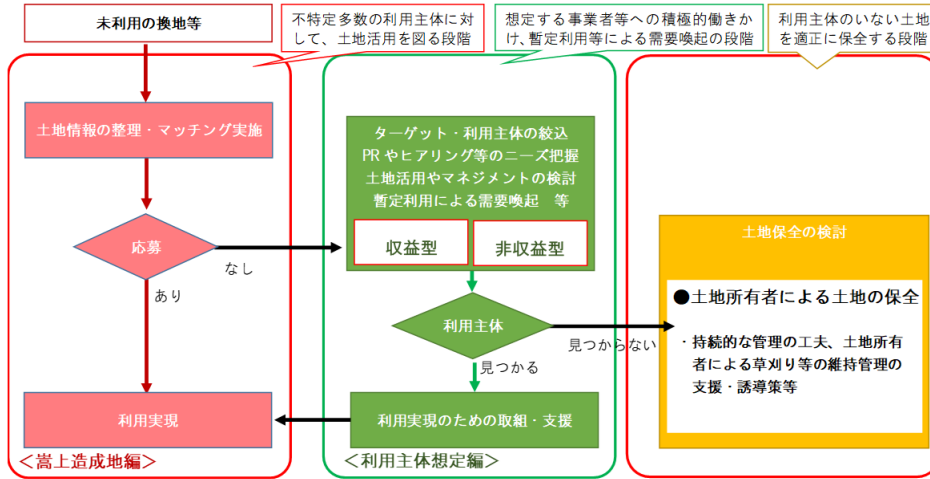 未利用の換地等
不特定多数の利用主体に対
して、土地活用を図る段階
想定する事業者等への積極的働きか
け、暫定利用等による需要喚起の段階
利用主体のいない土地
を適正に保全する段階
土地情報の整理・マッチング実施
応募
なし
あり
利用実現
<嵩上造成地編>
ターゲット・利用主体の絞込
PRやヒアリング等のニーズ把握
土地活用やマネジメントの検討
暫定利用による需要喚起 等
収益型
非収益型
利用主体
見つからない
見つかる
利用実現のための取組・支援
<利用主体想定編>
土地保全の検討
●土地所有者による土地の保全
・持続的な管理の工夫、土地所有
者による草刈り等の維持管理の
支援・誘導策等